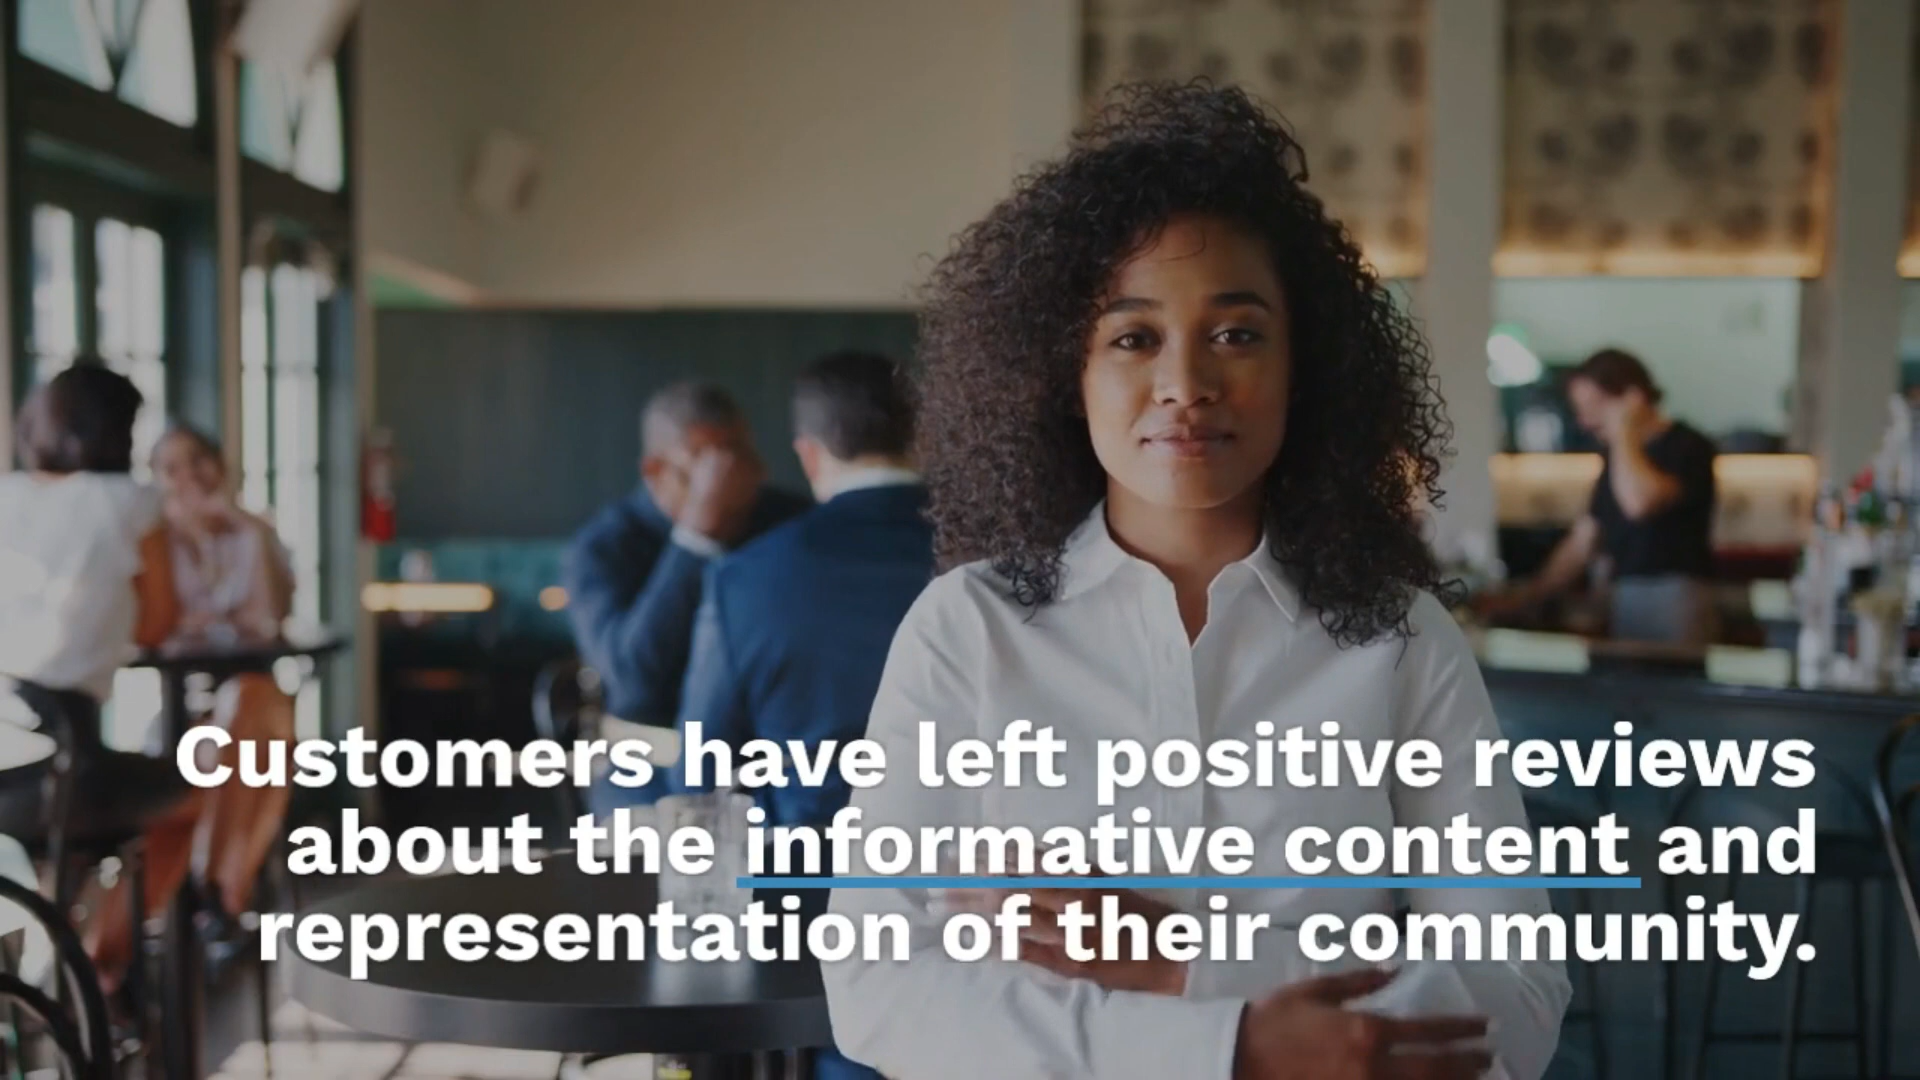 Customers have left positive reviews
about the informative content and
representation of their community.